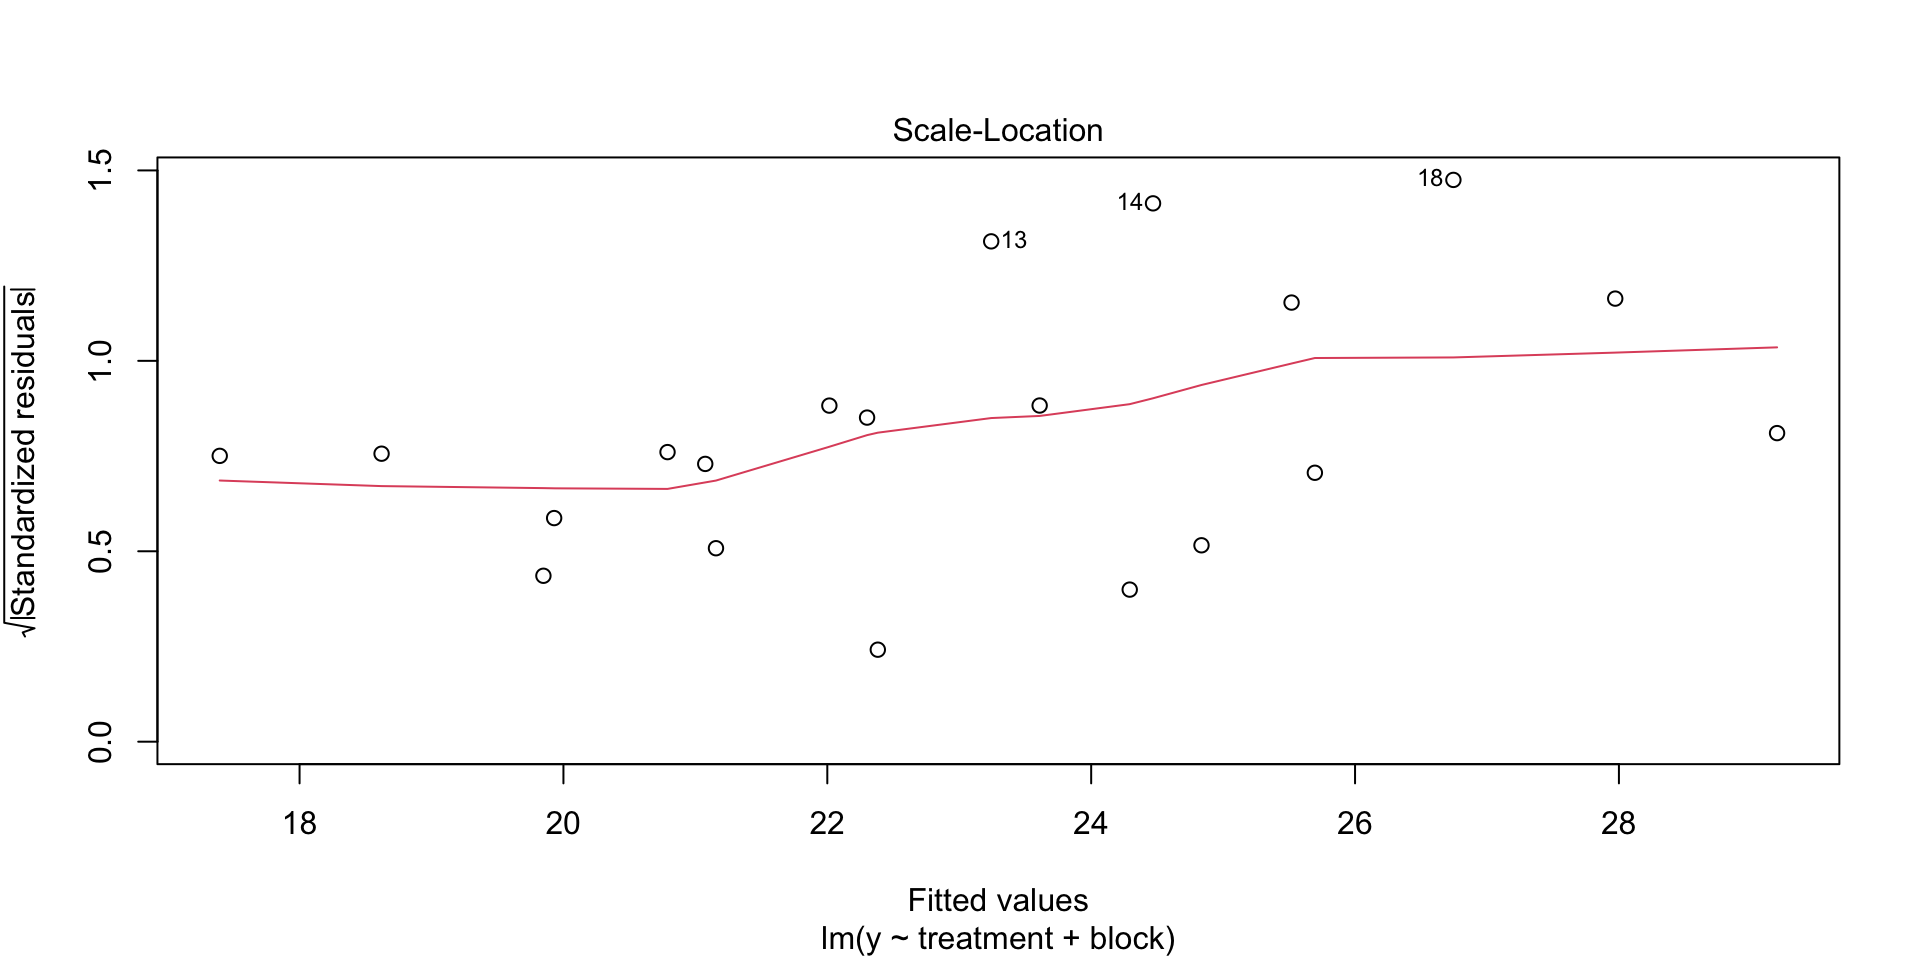 Scale-Location
√|Standardized residuals|
1.5
1.0
0.5
0.0
18
14
13
18 20 22 24 26 28
Fitted values
lm(y ~ treatment + block)